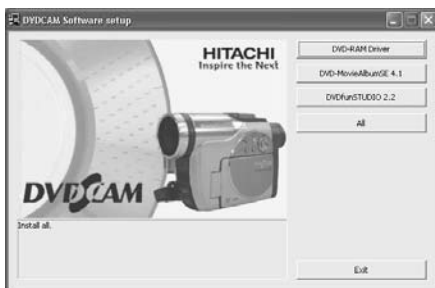 DVDCAM Software setup
HITACHI
Inspire the Next
DVDCAM
Install all.
DVD-RAM Driver
DVD-MovieAlbumSE 4.1
DVDfunSTUDIO 2.2
All
Exit